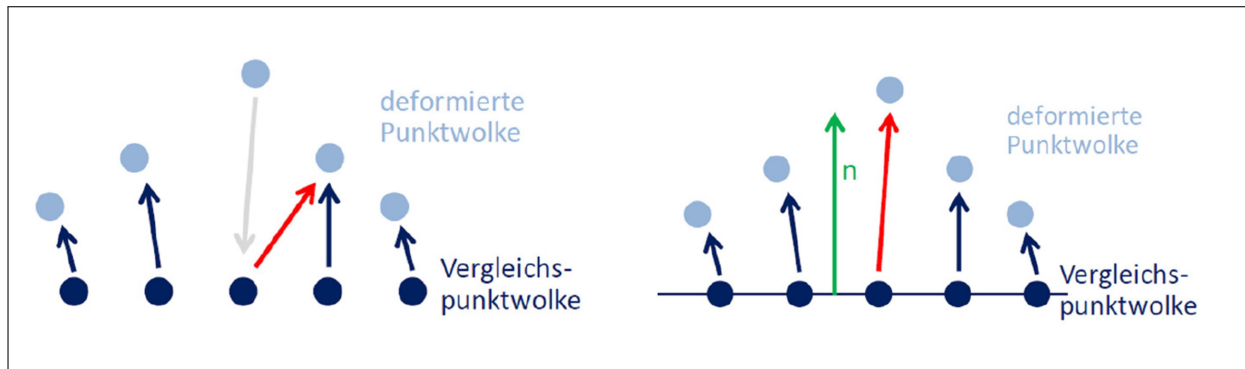 deformierte
Punktwolke
Vergleichs-
punktwolke
n
deformierte
Punktwolke
Vergleichs-
punktwolke